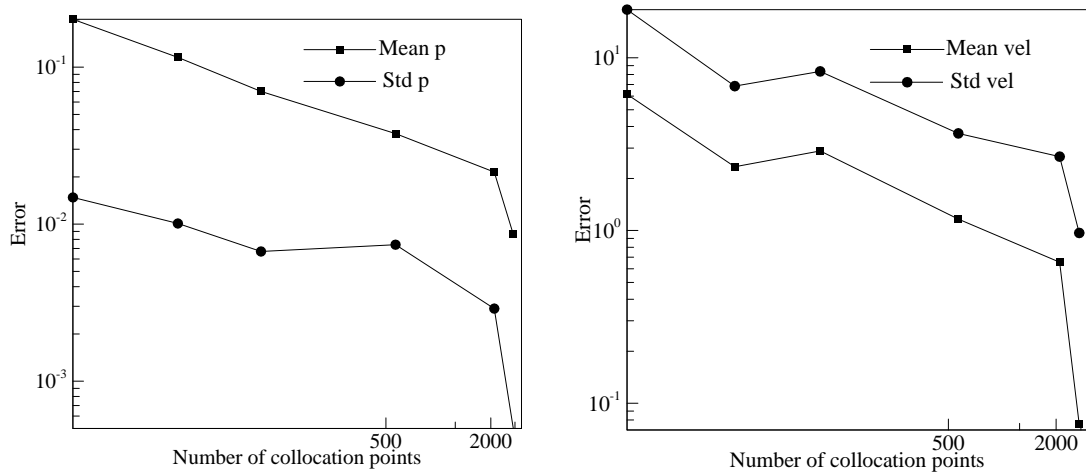 Mean p
Std p
10^-1
10^-2
10^-3
Error
500
2000
Number of collocation points
Mean vel
Std vel
10^1
10^0
10^-1
Error
500
2000
Number of collocation points